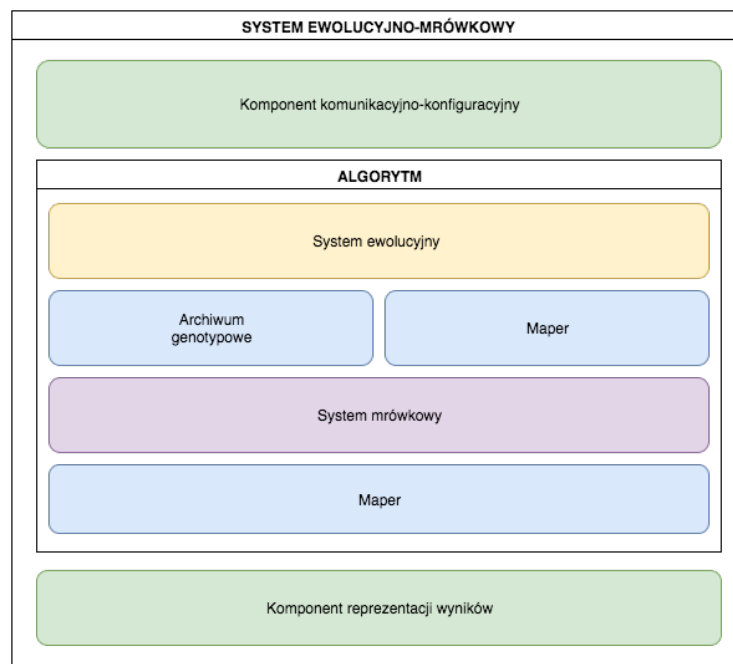 SYSTEM EWOLUCYJNO-MRÓWKOWY
Komponent komunikacyjno-konfiguracyjny
ALGORYTM
System ewolucyjny
Archiwum
genotypowe
Maper
System mrówkowy
Maper
Komponent reprezentacji wyników